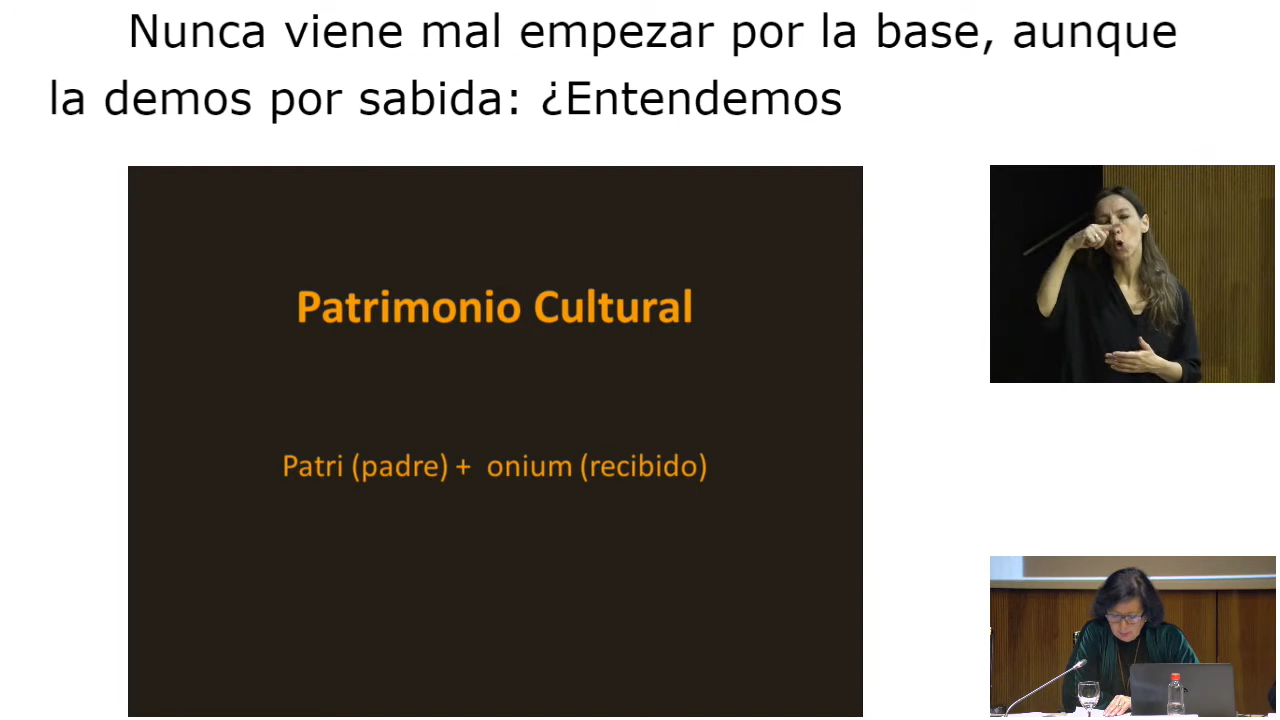 Nunca viene mal empezar por la base, aunque
la demos por sabida: ¿Entendemos
Patrimonio Cultural
Patri (padre) + onium (recibido)